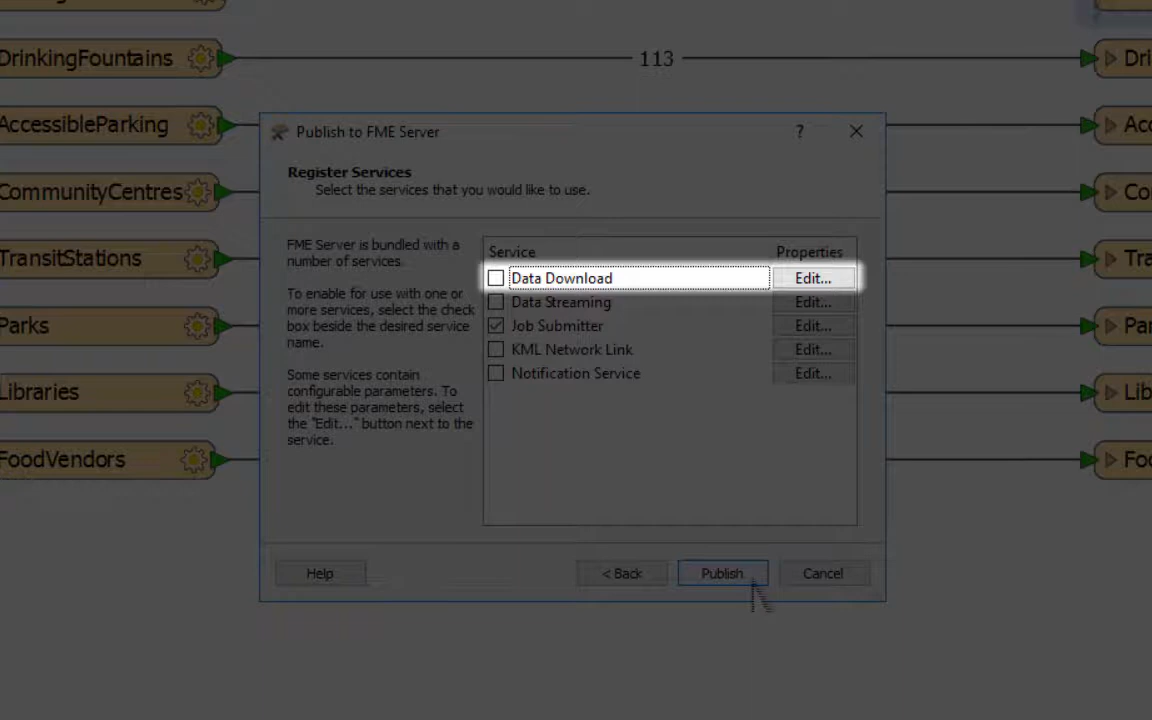 DrinkingFountains
113
Dri
AccessibleParking
Acc
CommunityCentres
Co
TransitStations
Tra
Parks
Par
Libraries
Lib
FoodVendors
Foo
Publish to FME Server
?
Register Services
Select the services that you would like to use.
FME Server is bundled with a
number of services.
To enable for use with one or
more services, select the check
box beside the desired service
name.
Some services contain
configurable parameters. To
edit these parameters, select
the "Edit..." button next to the
service.
Service Properties
Data Download Edit...
Data Streaming Edit...
Job Submitter Edit...
KML Network Link Edit...
Notification Service Edit...
Help < Back Publish Cancel